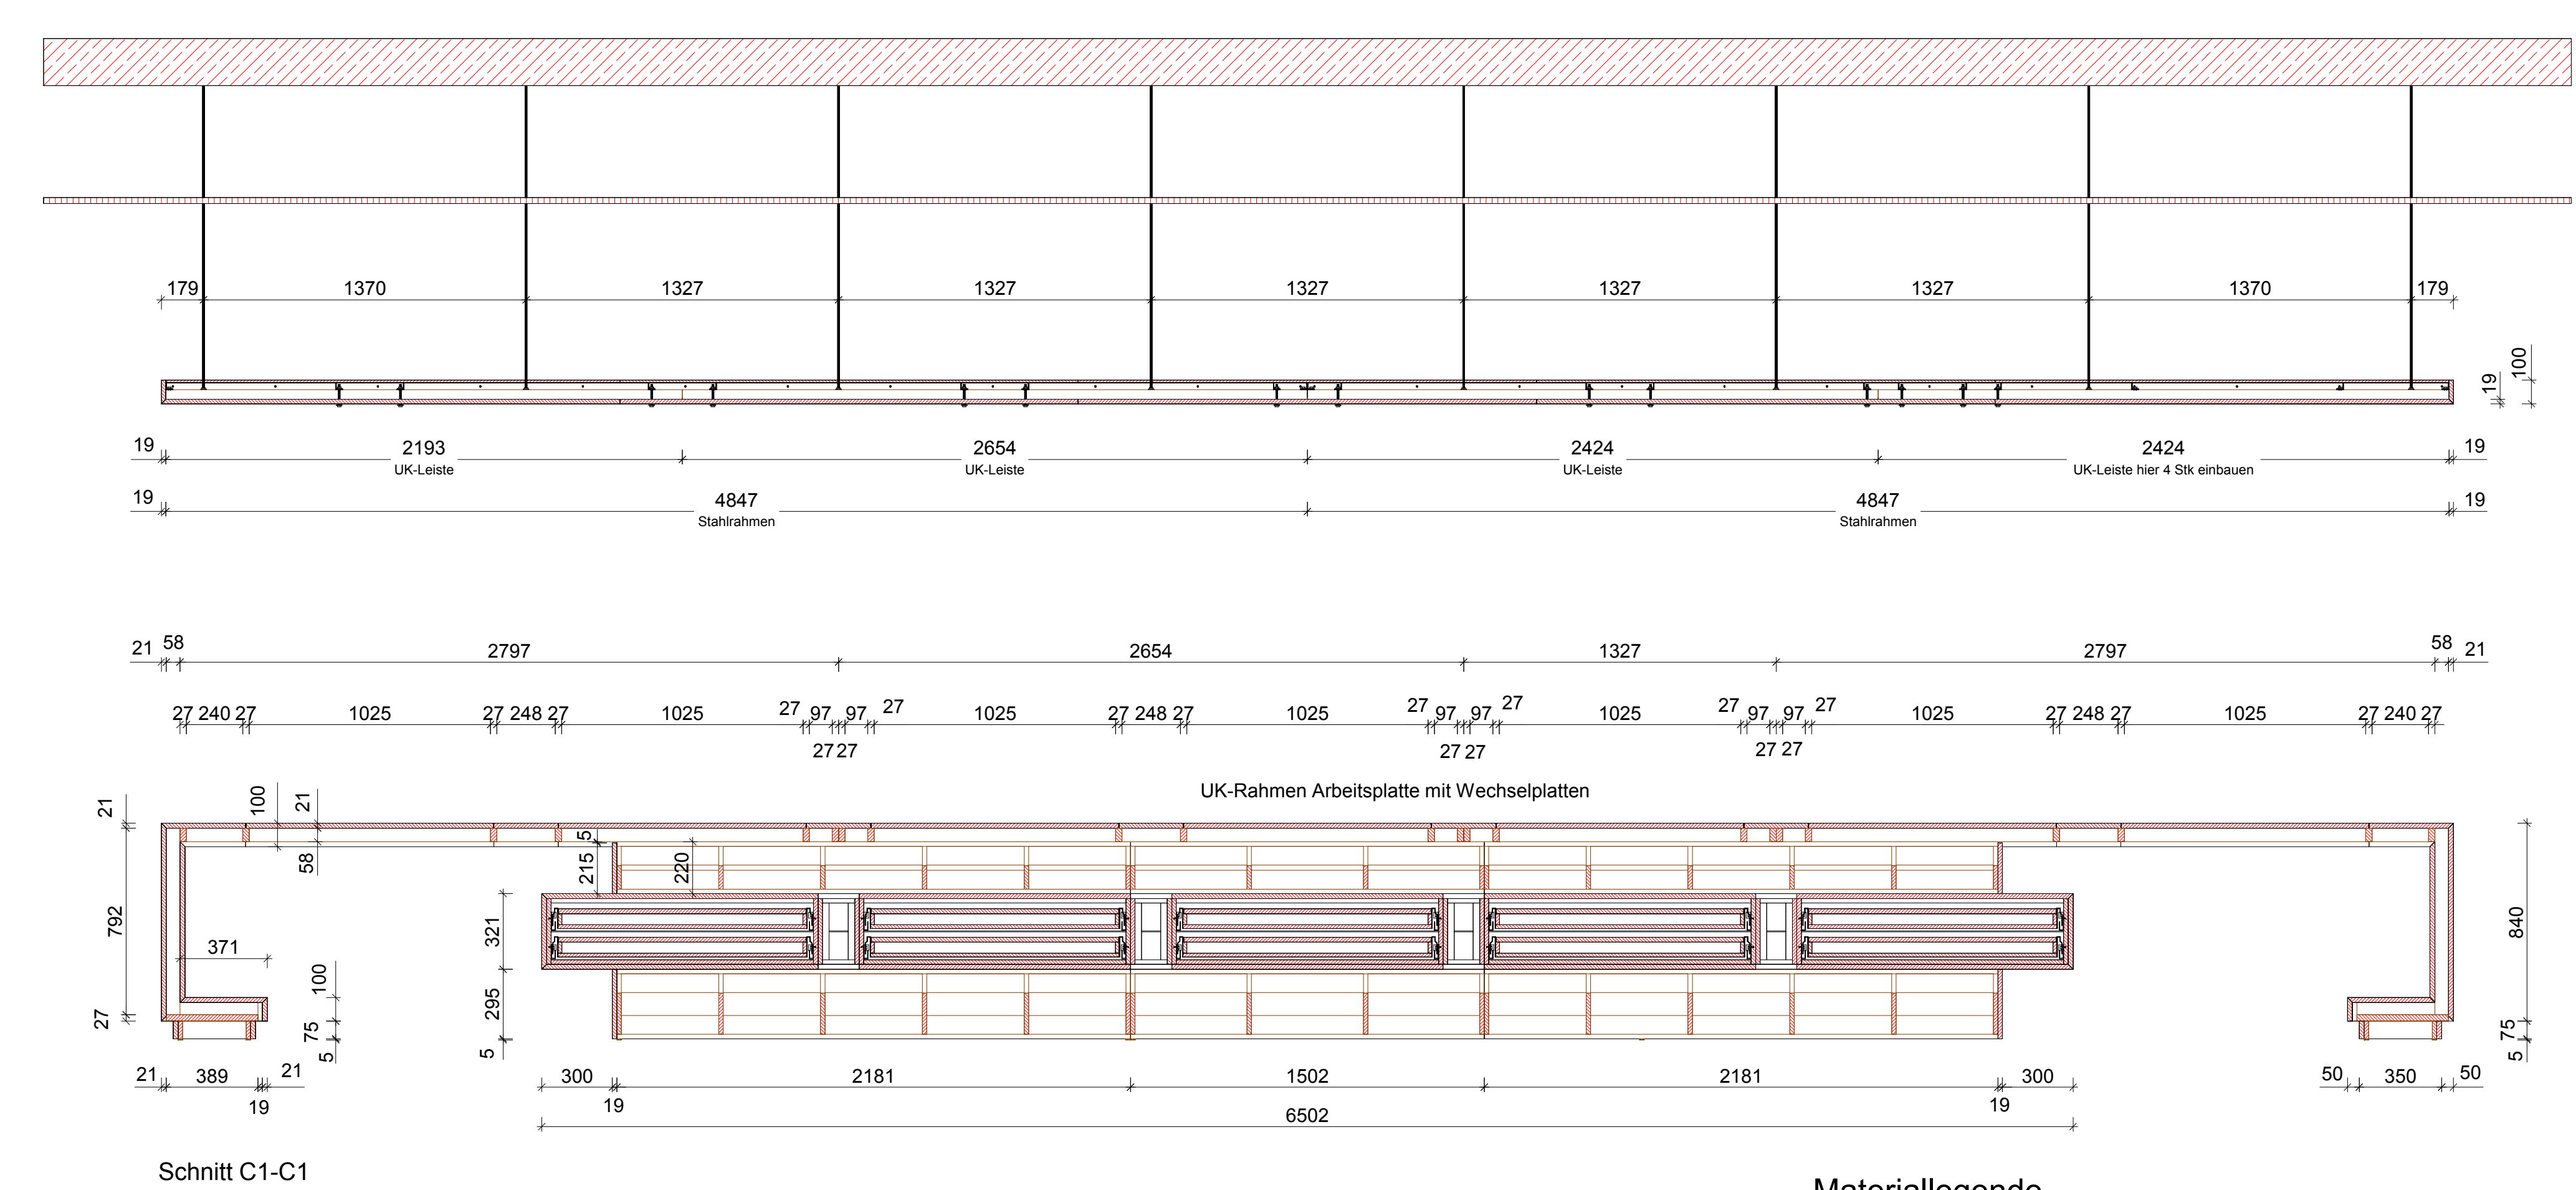 179 1370 1327 1327 1327 1327 1327 1370 179
100
19
19 2193 2654 2424 2424 19
UK-Leiste UK-Leiste UK-Leiste UK-Leiste hier 4 Stk einbauen
19 4847 4847 19
Stahlrahmen Stahlrahmen
21 58 2797 2654 1327 2797 58 21
27 240 27 1025 27 248 27 1025 27 97 97 27 1025 27 248 27 1025 27 97 97 27 1025 27 97 97 27 1025 27 248 27 1025 27 240 27
27 27 27 27 27 27
UK-Rahmen Arbeitsplatte mit Wechselplatten
21 100 21
5
58 215 220
792 321 840
371
100
295
27 75 75
5 5 5
21 389 21 300 2181 1502 2181 300 50 350 50
19 19 19
6502
Schnitt C1-C1
Materiallegende